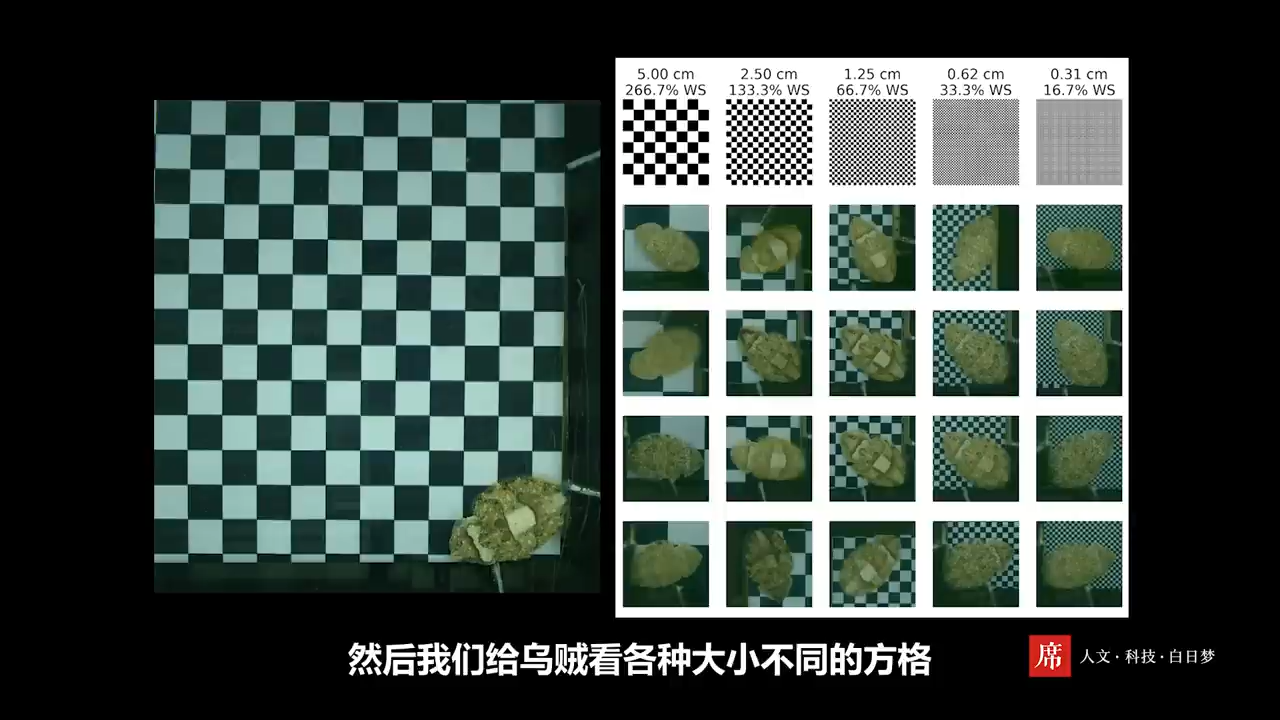 5.00 cm
266.7% WS
2.50 cm
133.3% WS
1.25 cm
66.7% WS
0.62 cm
33.3% WS
0.31 cm
16.7% WS
然后我们给乌贼看各种大小不同的方格
席 人文·科技·白日梦